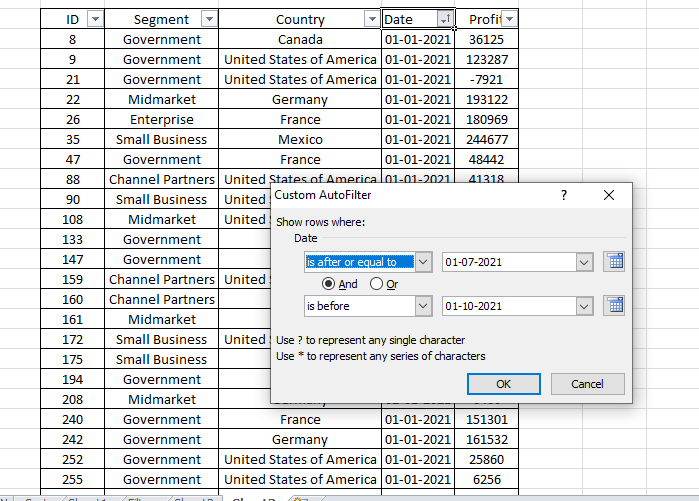 ID Segment Country Date Profit
8 Government Canada 01-01-2021 36125
9 Government United States of America 01-01-2021 123287
21 Government United States of America 01-01-2021 -7921
22 Midmarket Germany 01-01-2021 193122
26 Enterprise France 01-01-2021 180969
35 Small Business Mexico 01-01-2021 244677
47 Government France 01-01-2021 48442
88 Channel Partners United States of America 01-01-2021 41318
90 Small Business United S
108 Midmarket United S
133 Government
147 Government
159 Channel Partners United S
160 Channel Partners
161 Midmarket
172 Small Business United S
175 Small Business
194 Government
208 Midmarket
240 Government France 01-01-2021 151301
242 Government Germany 01-01-2021 161532
252 Government United States of America 01-01-2021 25860
255 Government United States of America 01-01-2021 6256
Custom AutoFilter ? X
Show rows where:
Date
is after or equal to 01-07-2021
And Or
is before 01-10-2021
Use ? to represent any single character
Use * to represent any series of characters
OK Cancel